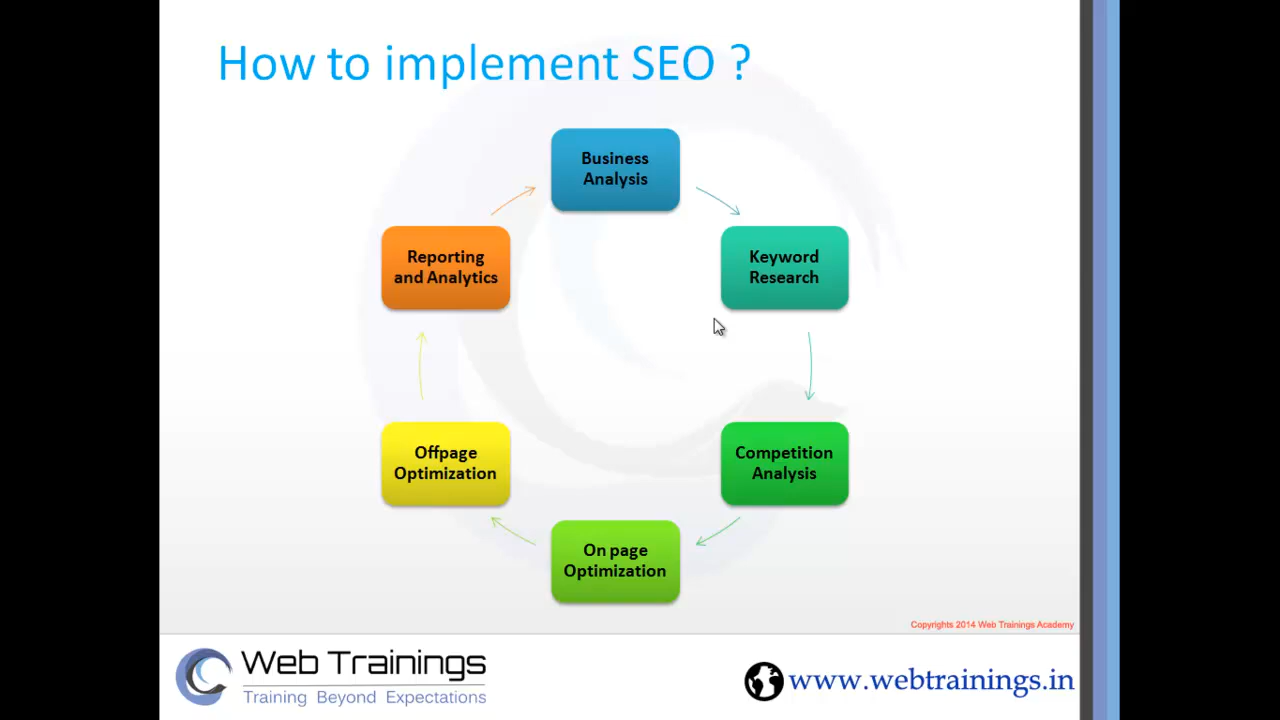 How to implement SEO ?
Business
Analysis
Keyword
Research
Competition
Analysis
On page
Optimization
Offpage
Optimization
Reporting
and Analytics
Copyrights 2014 Web Trainings Academy
Web Trainings
Training Beyond Expectations
www.webtrainings.in